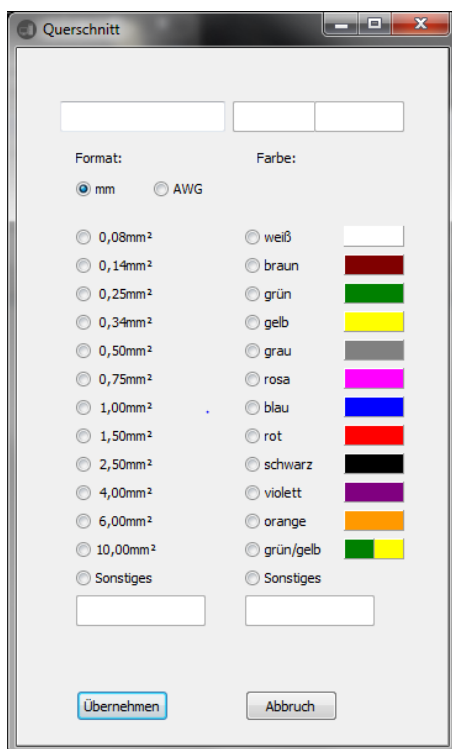 Querschnitt
Format: Farbe:
mm AWG
0,08mm² weiß
0,14mm² braun
0,25mm² grün
0,34mm² gelb
0,50mm² grau
0,75mm² rosa
1,00mm² blau
1,50mm² rot
2,50mm² schwarz
4,00mm² violett
6,00mm² orange
10,00mm² grün/gelb
Sonstiges Sonstiges
Übernehmen Abbruch